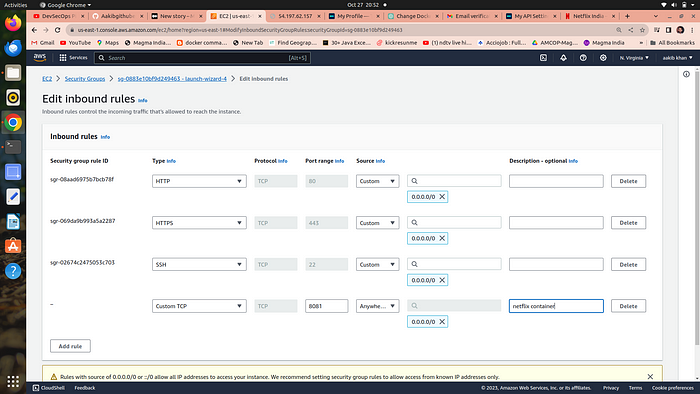 Activities Google Chrome Oct 27 20:52
DevSecOps F Aakibgithuber New story – M EC2 | us-east-1 54.197.62.157 My Profile — Change Dock Email verificat My API Setti Netflix India
us-east-1.console.aws.amazon.com/ec2/home?region=us-east-1#ModifyInboundSecurityGroupRules:securityGroupId=sg-0883e10bf9d249463
Gmail YouTube Maps Magma India docker comma... New Tab Find Geograp... 30+ Java Exce... kickresunme (1) ndtv live hi... AccioJob : Full... AMCDP-Mag... Magma India All Bookmarks
aws Services Search [Alt+S] N. Virginia aakib khan
EC2 > Security Groups > sg-0883e10bf9d249463 - launch-wizard-4 > Edit inbound rules
Edit inbound rules Info
Inbound rules control the incoming traffic that's allowed to reach the instance.
Inbound rules Info
Security group rule ID Type Info Protocol Info Port range Info Source Info Description - optional Info
sgr-08aad6975b7bcb78f HTTP TCP 80 Custom Delete
0.0.0.0/0
sgr-069da9b993a5a2287 HTTPS TCP 443 Custom Delete
0.0.0.0/0
sgr-02674c2475053c703 SSH TCP 22 Custom Delete
0.0.0.0/0
– Custom TCP TCP 8081 Anywhe... netflix container Delete
0.0.0.0/0
Add rule
Rules with source of 0.0.0.0/0 or ::/0 allow all IP addresses to access your instance. We recommend setting security group rules to allow access from known IP addresses only.
CloudShell Feedback © 2023, Amazon Web Services, Inc. or its affiliates. Privacy Terms Cookie preferences